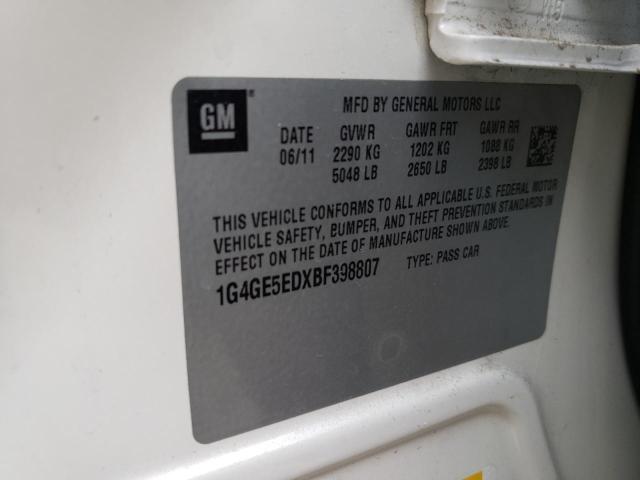 GM
MFD BY GENERAL MOTORS LLC
DATE GVWR GAWR FRT GAWR RR
06/11 2290 KG 1202 KG 1088 KG
5048 LB 2650 LB 2398 LB
THIS VEHICLE CONFORMS TO ALL APPLICABLE U.S. FEDERAL MOTOR
VEHICLE SAFETY, BUMPER, AND THEFT PREVENTION STANDARDS IN
EFFECT ON THE DATE OF MANUFACTURE SHOWN ABOVE.
1G4GE5EDXBF398807 TYPE: PASS CAR